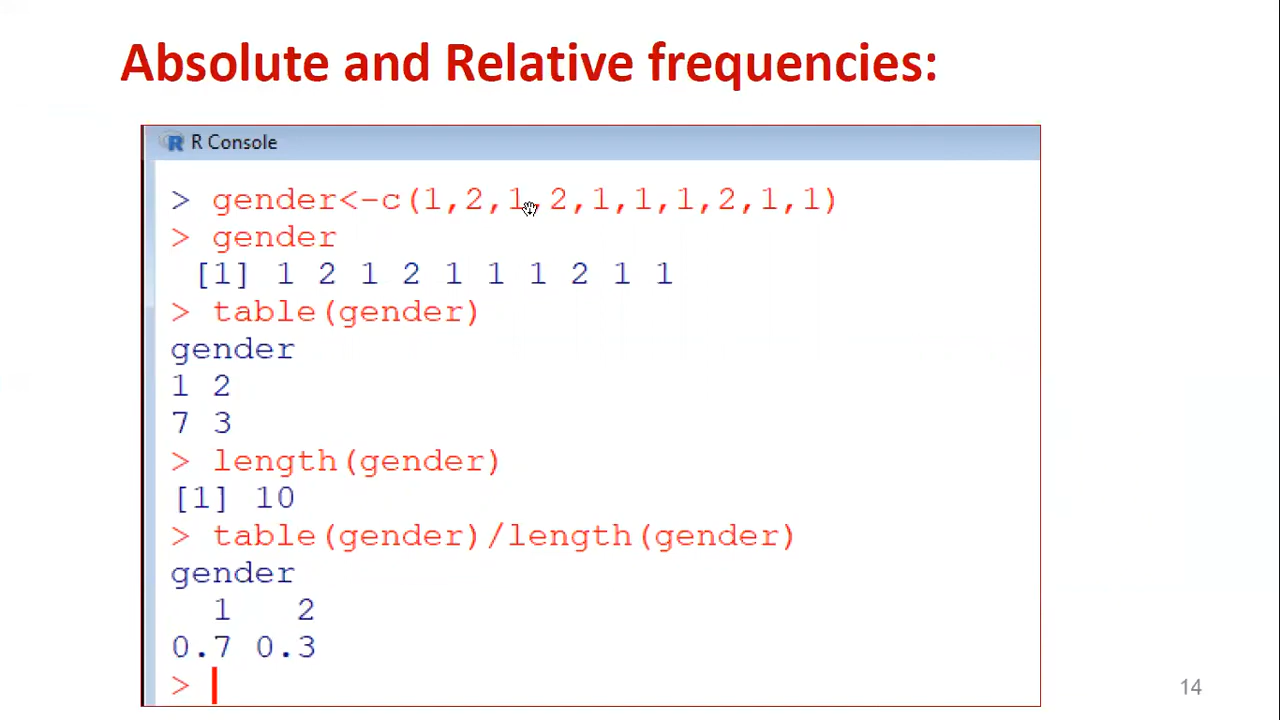 Absolute and Relative frequencies:
R Console
> gender<-c(1,2,1,2,1,1,1,2,1,1)
> gender
[1] 1 2 1 2 1 1 1 2 1 1
> table(gender)
gender
1 2
7 3
> length(gender)
[1] 10
> table(gender)/length(gender)
gender
1 2
0.7 0.3
>
14